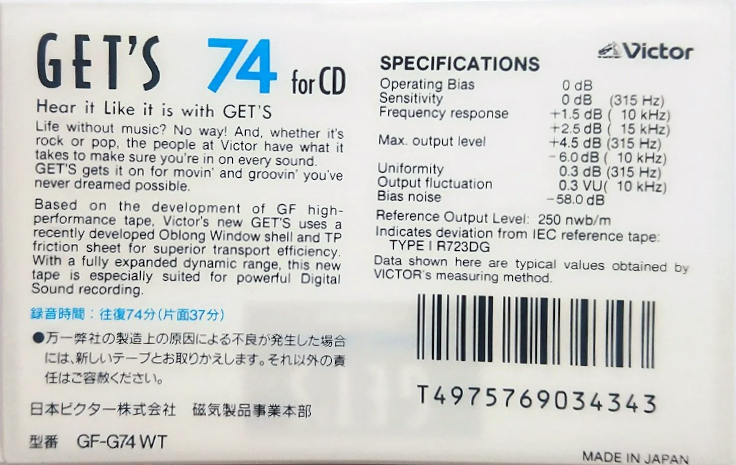 GET'S 74 for CD
Hear it Like it is with GET'S
Life without music? No way! And, whether it's
rock or pop, the people at Victor have what it
takes to make sure you're in on every sound.
GET'S gets it on for movin' and groovin' you've
never dreamed possible.
Based on the development of GF high-
performance tape, Victor's new GET'S uses a
recently developed Oblong Window shell and TP
friction sheet for superior transport efficiency.
With a fully expanded dynamic range, this new
tape is especially suited for powerful Digital
Sound recording.
録音時間：往復74分(片面37分)
●万一弊社の製造上の原因による不良が発生した場合
には、新しいテープとお取りかえします。それ以外の責
任はご容赦ください。
日本ビクター株式会社 磁気製品事業本部
型番 GF-G74 WT
Victor
SPECIFICATIONS
Operating Bias 0 dB
Sensitivity 0 dB (315 Hz)
Frequency response +1.5 dB ( 10 kHz)
+2.5 dB ( 15 kHz)
Max. output level +4.5 dB (315 Hz)
-6.0 dB ( 10 kHz)
Uniformity 0.3 dB (315 Hz)
Output fluctuation 0.3 VU( 10 kHz)
Bias noise -58.0 dB
Reference Output Level: 250 nwb/m
Indicates deviation from IEC reference tape:
TYPE I R723DG
Data shown here are typical values obtained by
VICTOR's measuring method.
T4975769034343
MADE IN JAPAN